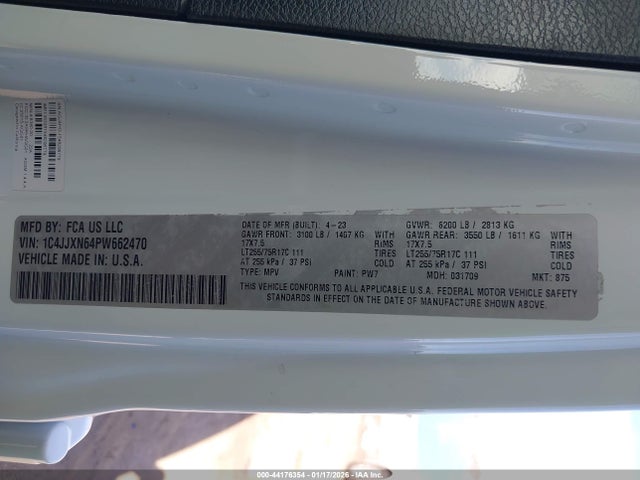 MFD BY: FCA US LLC
VIN: 1C4JJXN64PW662470
VEHICLE MADE IN: U.S.A.
DATE OF MFR (BUILT): 4-23 GVWR: 6200 LB / 2813 KG
GAWR FRONT: 3100 LB / 1407 KG WITH GAWR REAR: 3550 LB / 1611 KG WITH
17X7.5 RIMS 17X7.5 RIMS
LT255/75R17C 111 TIRES LT255/75R17C 111 TIRES
AT 255 kPa / 37 PSI COLD AT 255 kPa / 37 PSI COLD
TYPE: MPV PAINT: PW7 MDH: 031709 MKT: 875
THIS VEHICLE CONFORMS TO ALL APPLICABLE U.S.A. FEDERAL MOTOR VEHICLE SAFETY
STANDARDS IN EFFECT ON THE DATE OF MANUFACTURE SHOWN ABOVE.
000-44176354 | 01/17/2026 | IAA Inc.